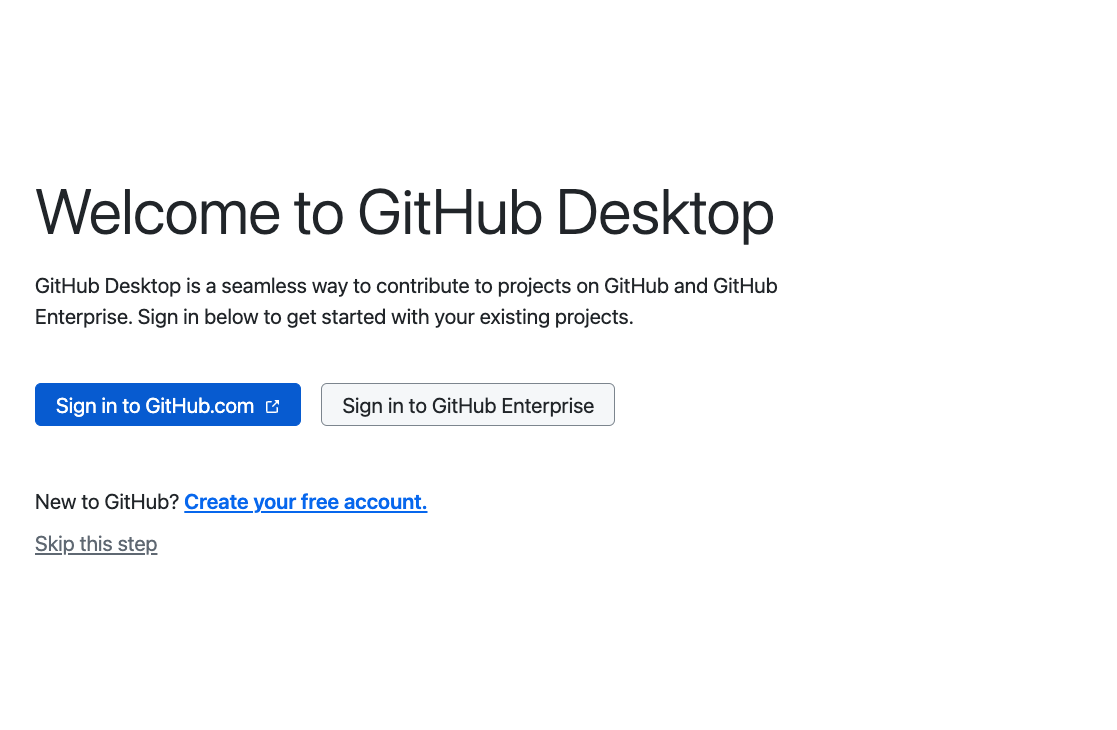 Welcome to GitHub Desktop
GitHub Desktop is a seamless way to contribute to projects on GitHub and GitHub
Enterprise. Sign in below to get started with your existing projects.
Sign in to GitHub.com
Sign in to GitHub Enterprise
New to GitHub? Create your free account.
Skip this step